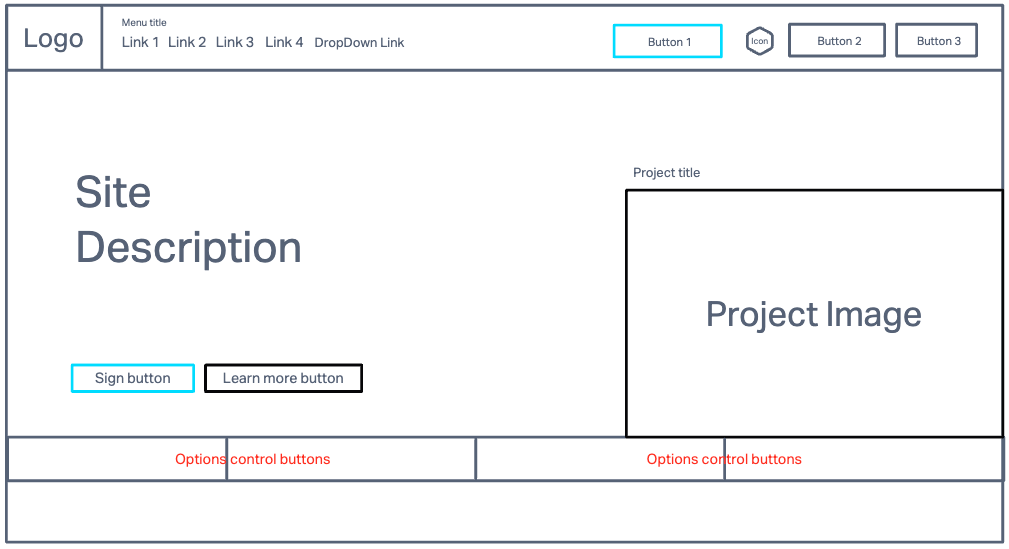 Logo
Menu title
Link 1 Link 2 Link 3 Link 4 DropDown Link
Button 1
Icon
Button 2
Button 3
Site
Description
Project title
Project Image
Sign button
Learn more button
Options control buttons
Options control buttons